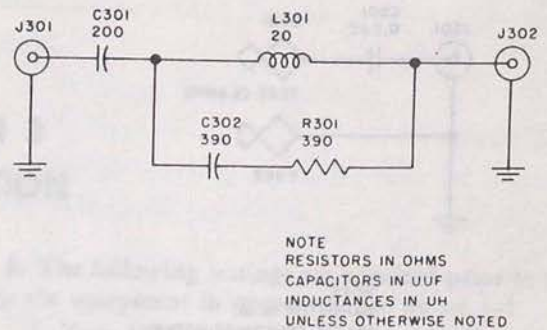 J301
C301
200
L301
20
J302
C302
390
R301
390
NOTE
RESISTORS IN OHMS
CAPACITORS IN UUF
INDUCTANCES IN UH
UNLESS OTHERWISE NOTED